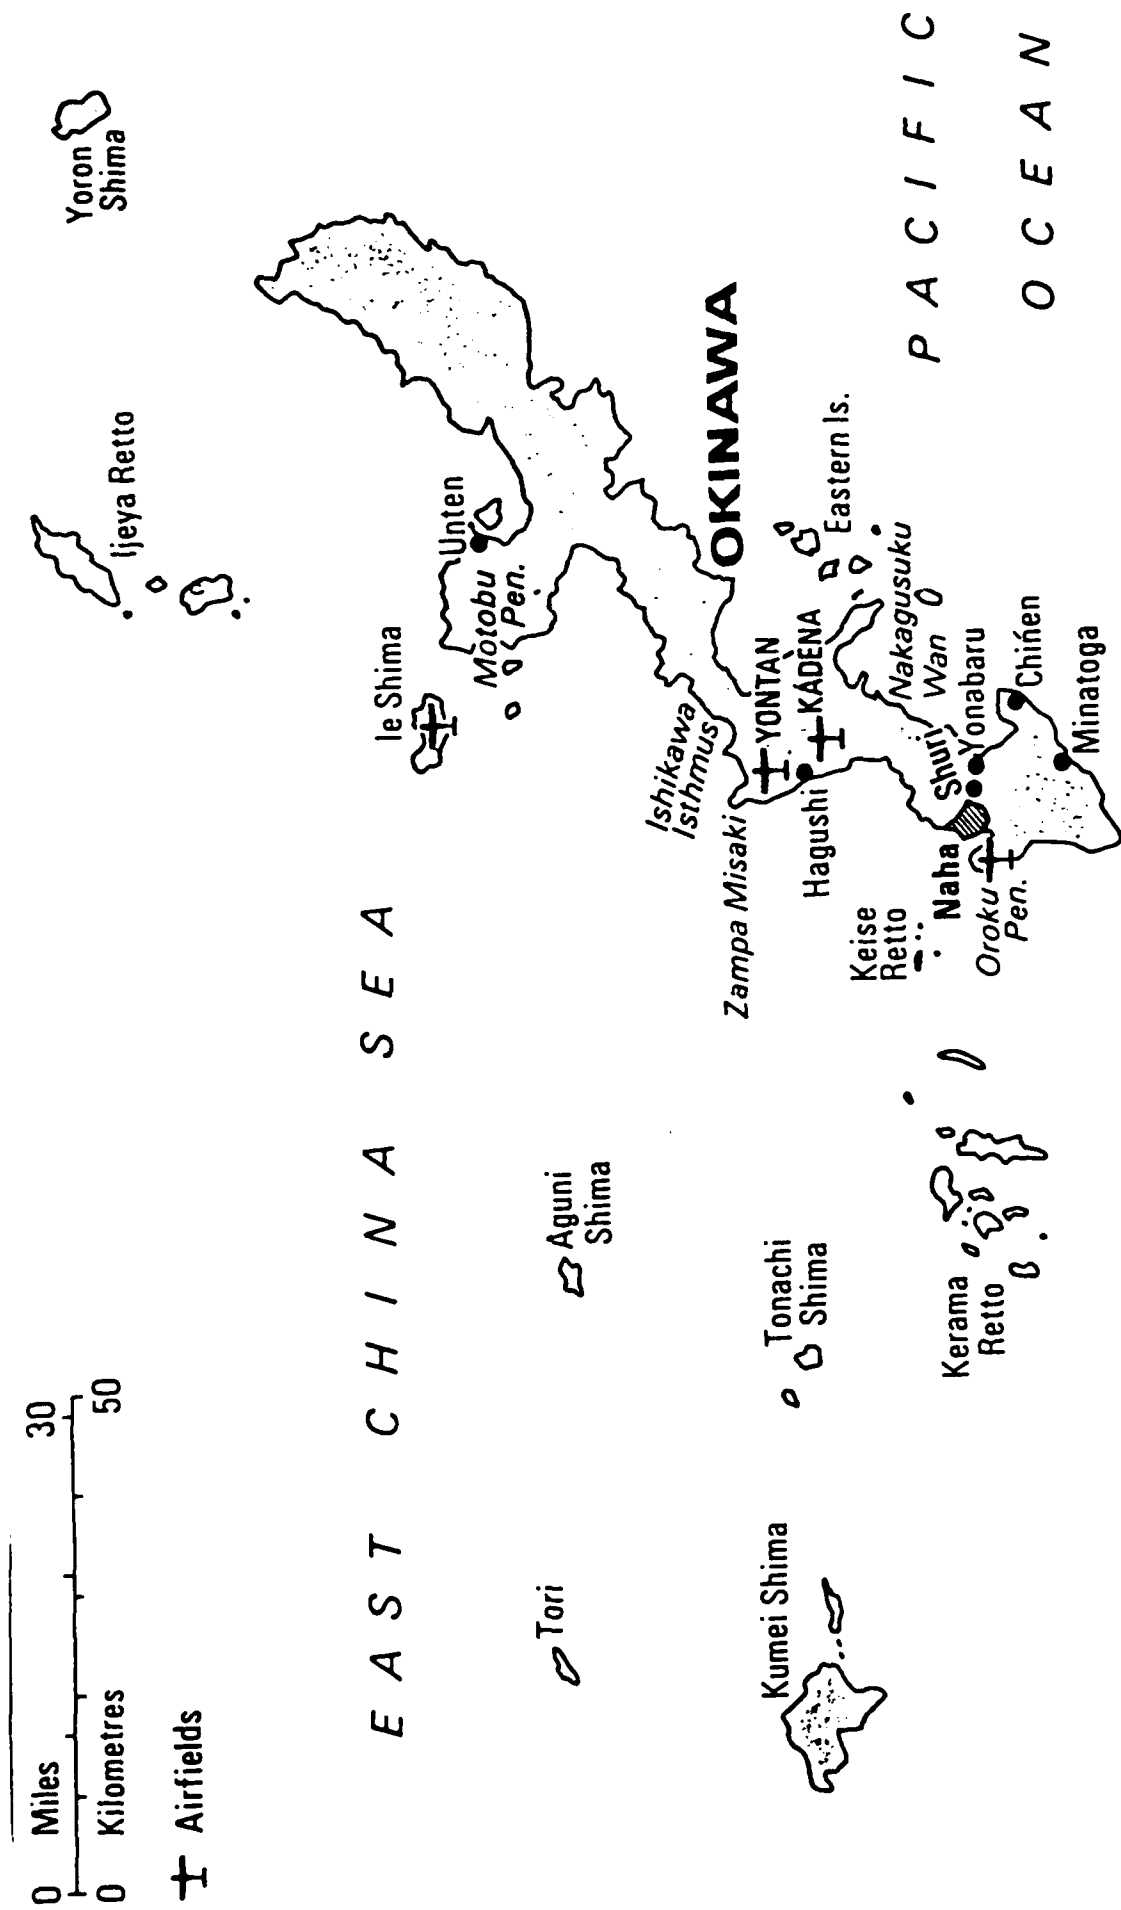 0 Miles 30
0 Kilometres 50
Airfields
Yoron
Shima
Ijeya Retto
EAST CHINA SEA
Ie Shima
Unten
Motobu
Pen.
Tori
Aguni
Shima
Ishikawa
Isthmus
OKINAWA
Zampa Misaki
YONTAN
Kumei Shima
Tonachi
Shima
Hagushi
KADENA
Eastern Is.
Keise
Retto
Nakagusuku
Wan
PACIFIC
OCEAN
Kerama
Retto
Naha
Shuri
Yonabaru
Oroku
Pen.
Chinen
Minatoga